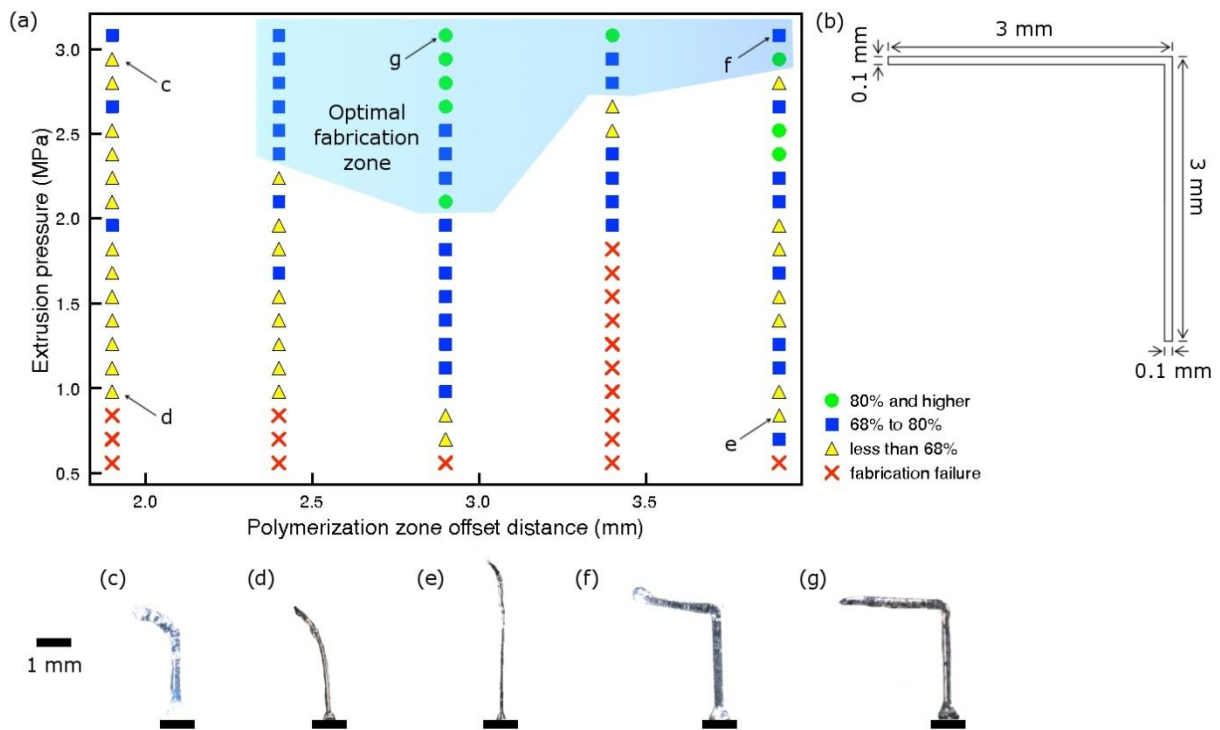 (a)
Extrusion pressure (MPa)
3.0
2.5
2.0
1.5
1.0
0.5
c
g
f
Optimal
fabrication
zone
d
e
2.0
2.5
3.0
3.5
Polymerization zone offset distance (mm)
80% and higher
68% to 80%
less than 68%
fabrication failure
(b)
3 mm
0.1 mm
3 mm
0.1 mm
(c)
(d)
(e)
(f)
(g)
1 mm